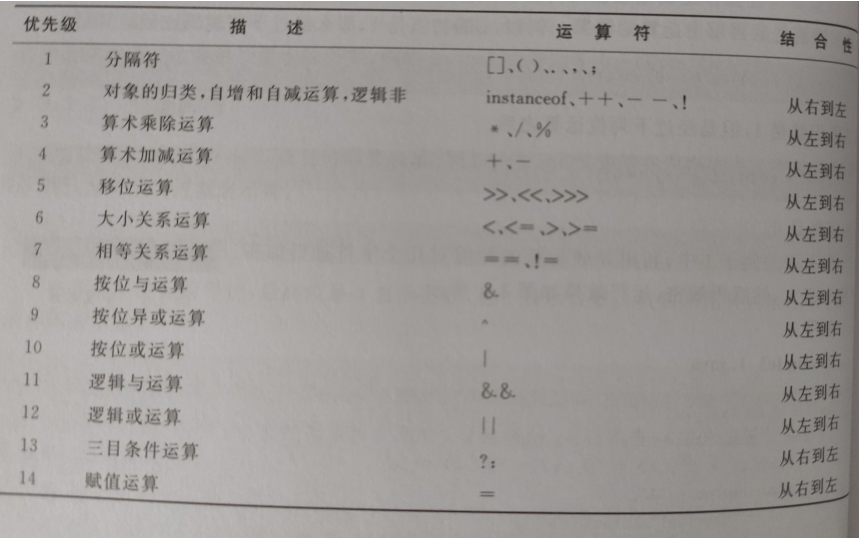 优先级 描 述 运 算 符 结 合 性
1 分隔符 []、()、.、,、;
2 对象的归类,自增和自减运算,逻辑非 instanceof、++、--、! 从右到左
3 算术乘除运算 *、/、% 从左到右
4 算术加减运算 +、- 从左到右
5 移位运算 >>、<<、>>> 从左到右
6 大小关系运算 <、<=、>、>= 从左到右
7 相等关系运算 ==、!= 从左到右
8 按位与运算 & 从左到右
9 按位异或运算 ^ 从左到右
10 按位或运算 | 从左到右
11 逻辑与运算 && 从左到右
12 逻辑或运算 || 从左到右
13 三目条件运算 ?: 从右到左
14 赋值运算 = 从右到左